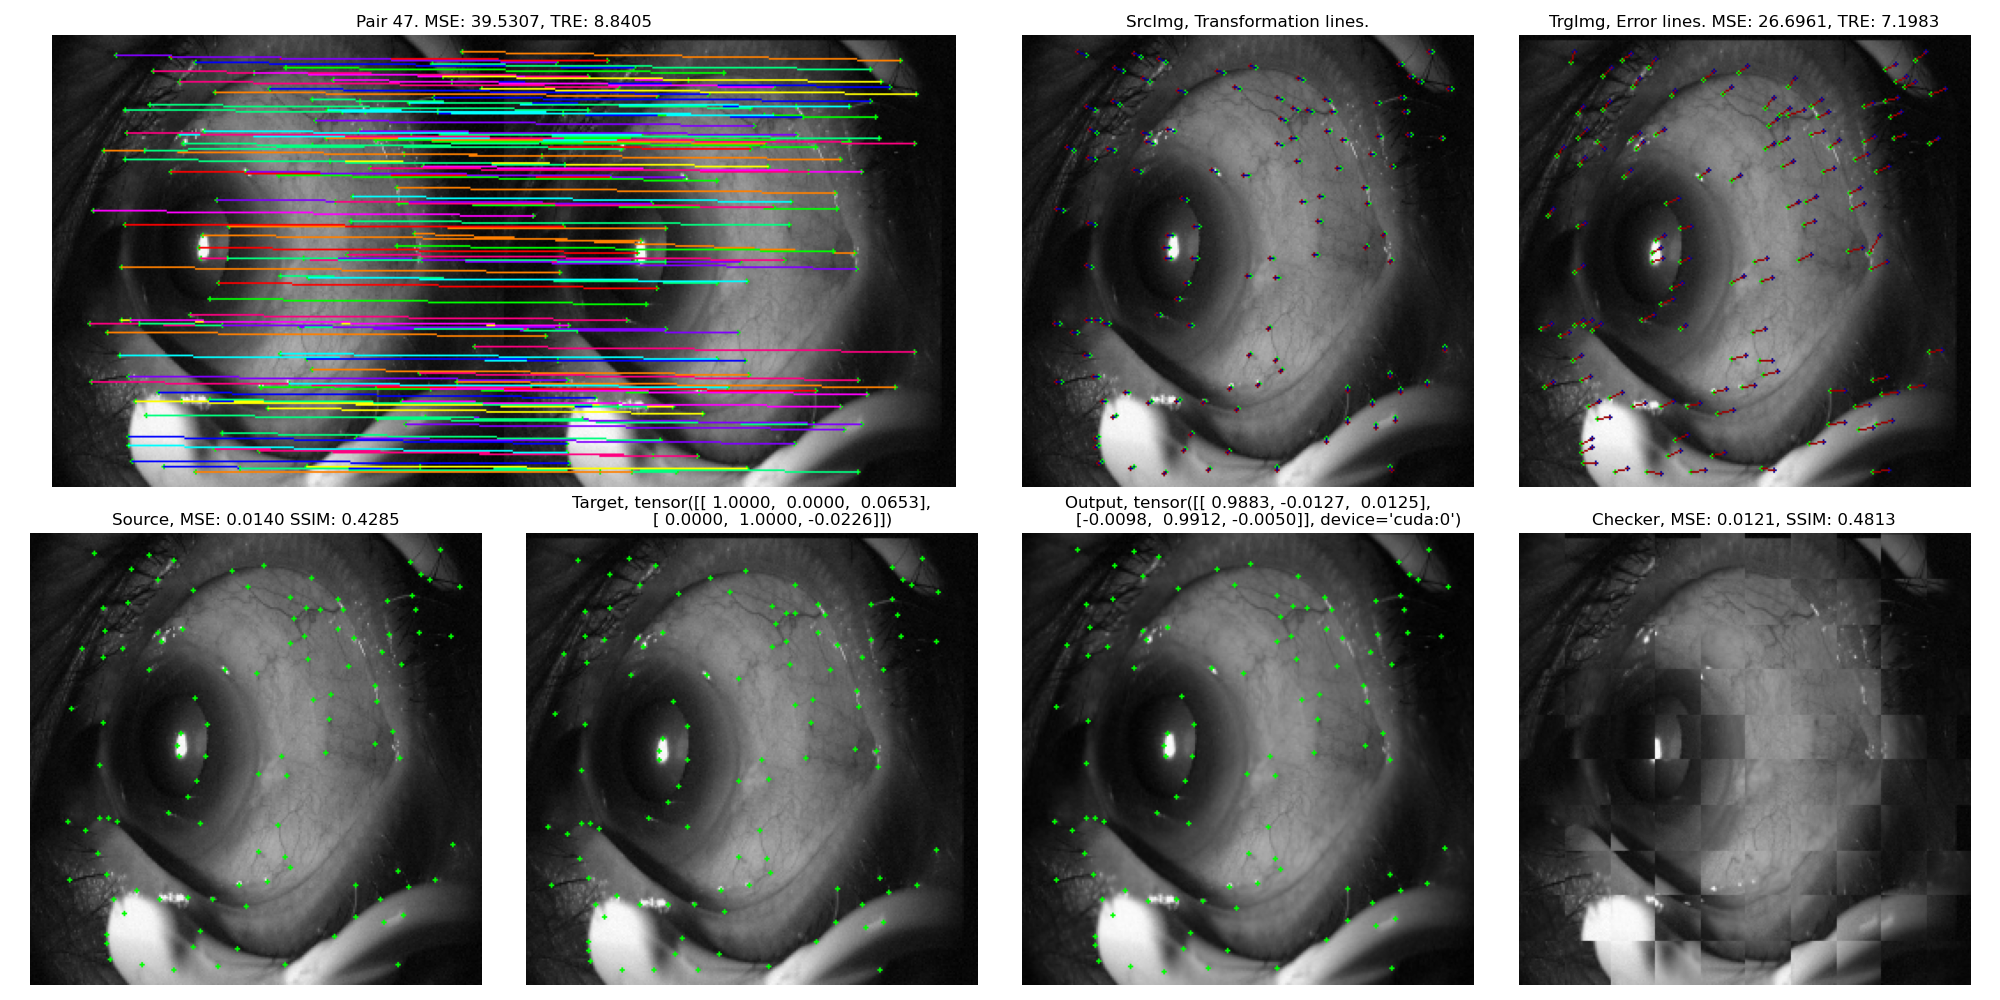 Pair 47. MSE: 39.5307, TRE: 8.8405
SrcImg, Transformation lines.
TrgImg, Error lines. MSE: 26.6961, TRE: 7.1983
Source, MSE: 0.0140 SSIM: 0.4285
Target, tensor([[ 1.0000,  0.0000,  0.0653],
[ 0.0000,  1.0000, -0.0226]])
Output, tensor([[ 0.9883, -0.0127,  0.0125],
[-0.0098,  0.9912, -0.0050]], device='cuda:0')
Checker, MSE: 0.0121, SSIM: 0.4813